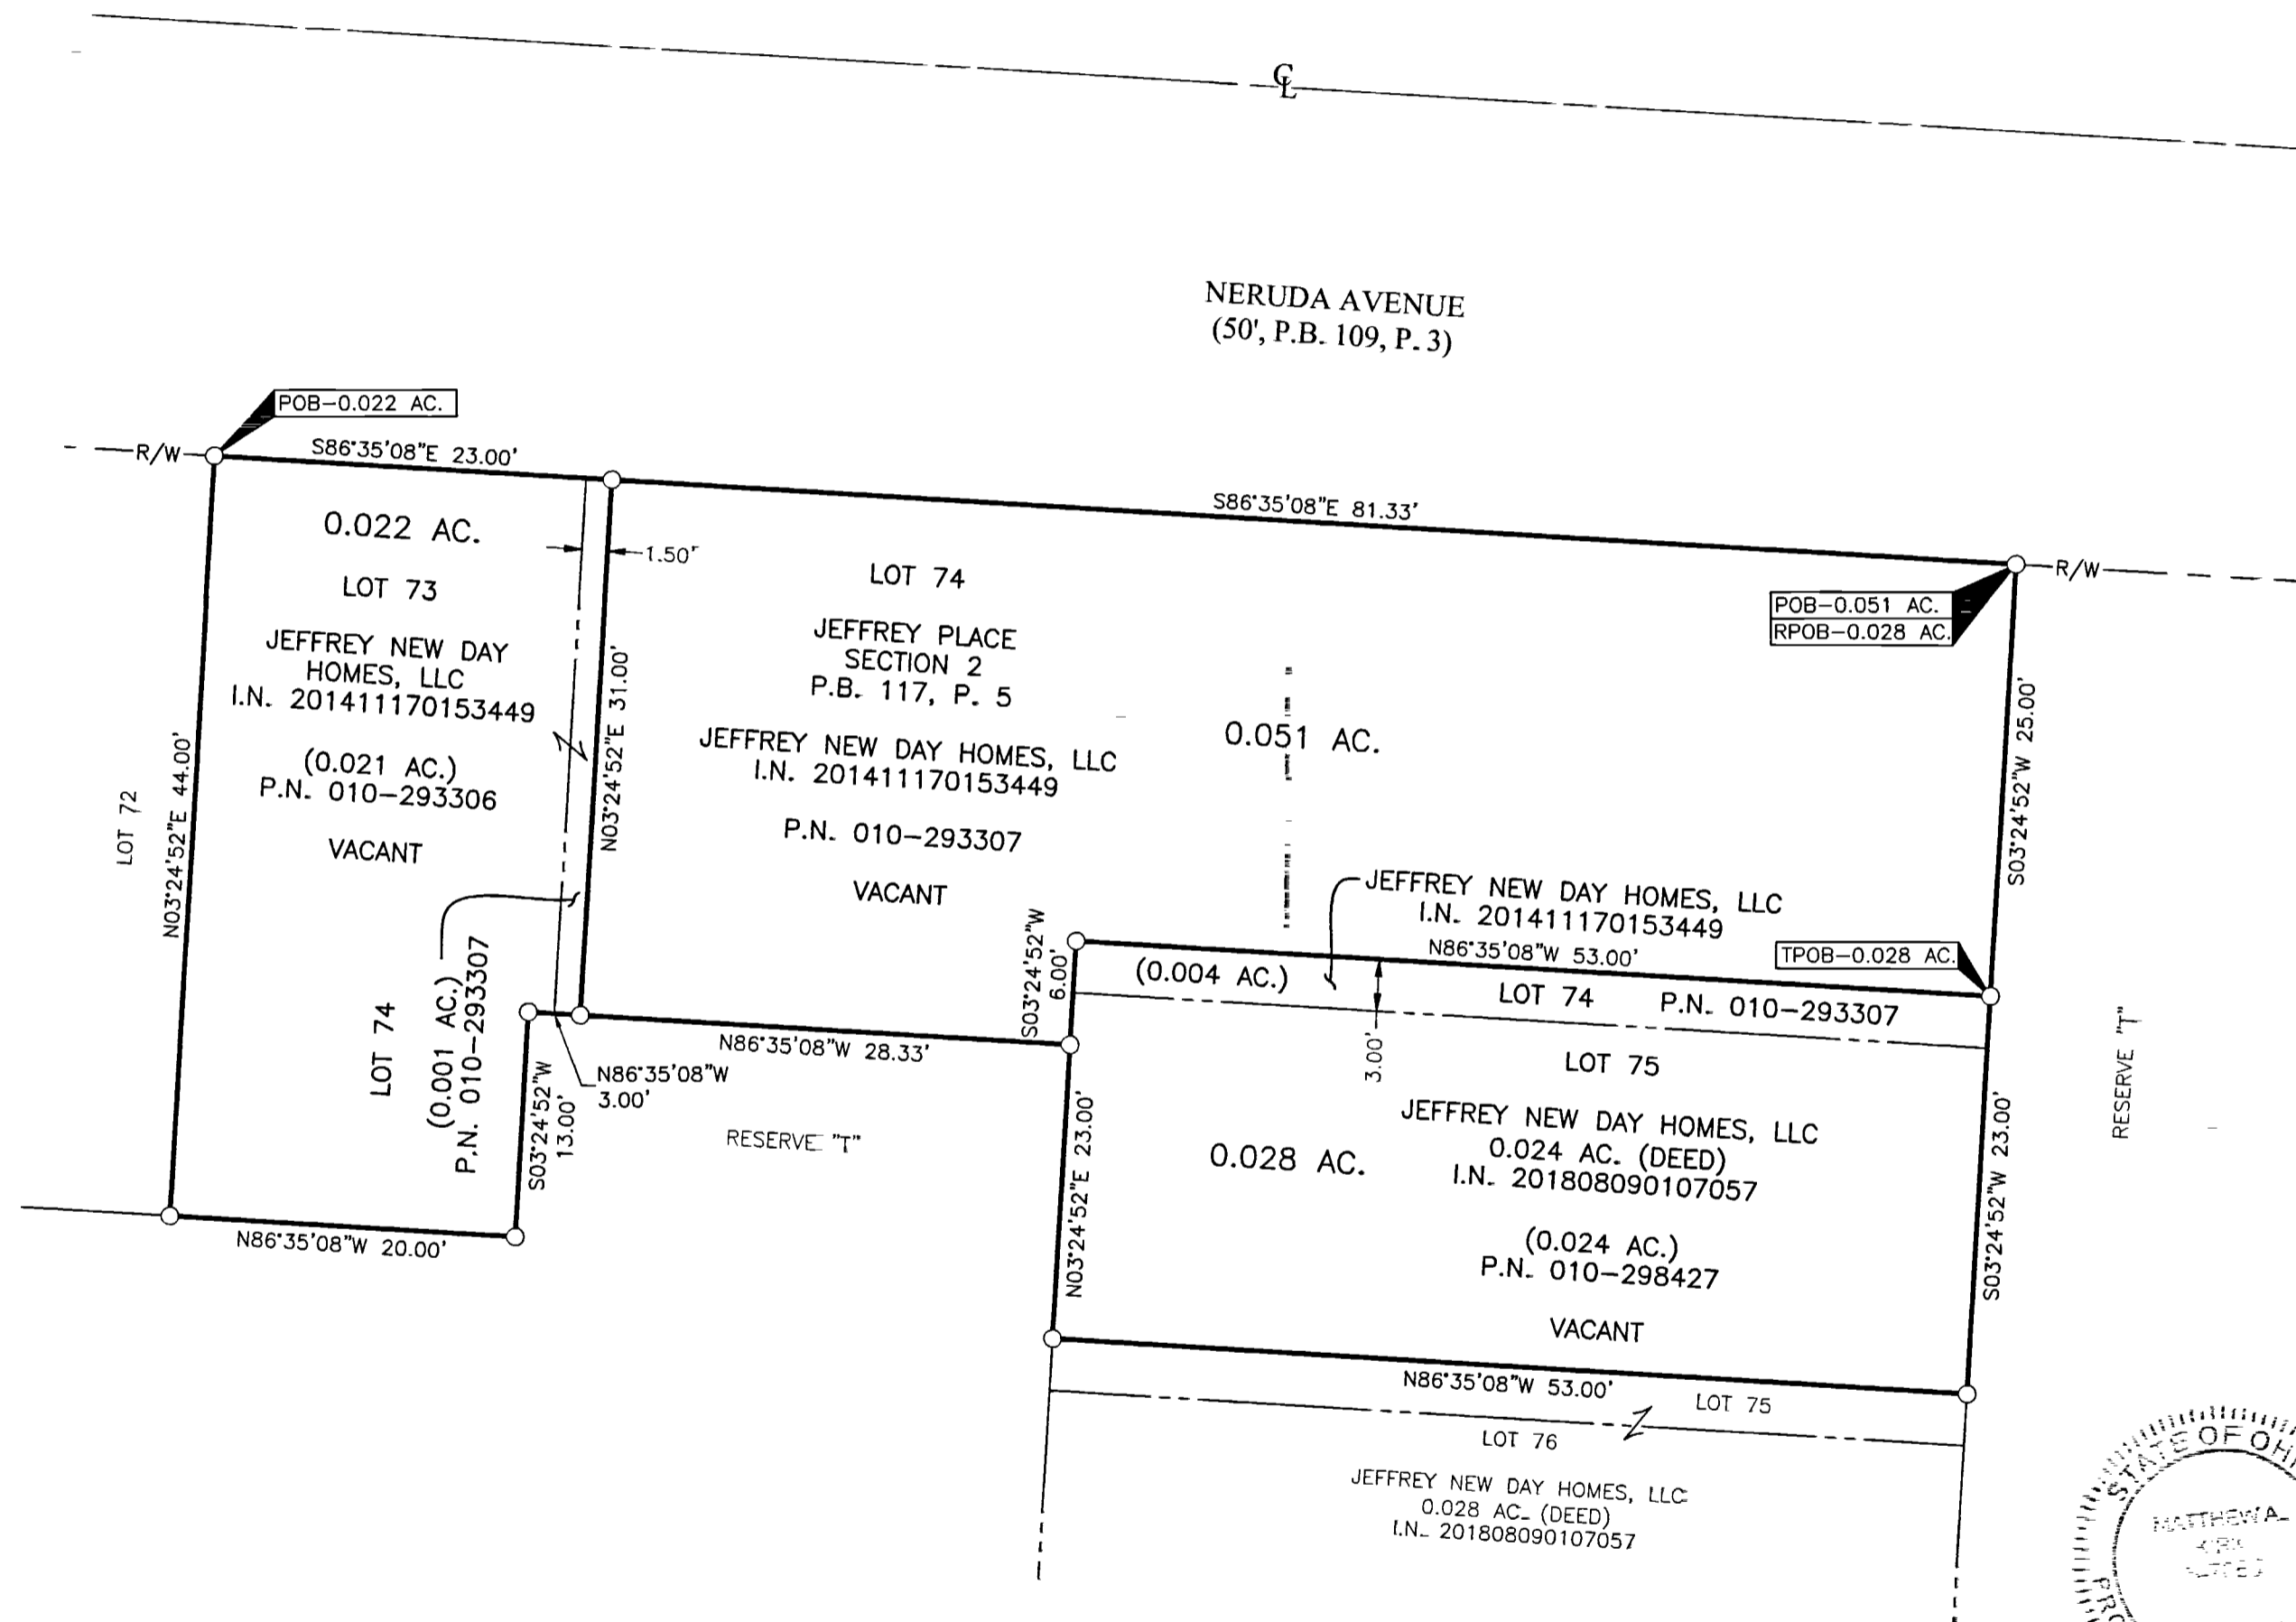 CL
NERUDA AVENUE
(50', P.B. 109, P. 3)
POB-0.022 AC.
R/W
S86°35'08"E 23.00'
S86°35'08"E 81.33'
R/W
POB-0.051 AC.
RPOB-0.028 AC.
0.022 AC.
LOT 73
JEFFREY NEW DAY
HOMES, LLC
I.N. 201411170153449
(0.021 AC.)
P.N. 010-293306
VACANT
LOT 72
N03°24'52"E 44.00'
1.50'
N03°24'52"E 31.00'
LOT 74
JEFFREY PLACE
SECTION 2
P.B. 117, P. 5
JEFFREY NEW DAY HOMES, LLC
I.N. 201411170153449
P.N. 010-293307
VACANT
0.051 AC.
S03°24'52"W 25.00'
JEFFREY NEW DAY HOMES, LLC
I.N. 201411170153449
N86°35'08"W 53.00'
TPOB-0.028 AC.
S03°24'52"W
6.00'
(0.004 AC.)
LOT 74 P.N. 010-293307
3.00'
LOT 74
(0.001 AC.)
P.N. 010-293307
S03°24'52"W
13.00'
N86°35'08"W
3.00'
N86°35'08"W 28.33'
RESERVE "T"
N86°35'08"W 20.00'
N03°24'52"E 23.00'
LOT 75
JEFFREY NEW DAY HOMES, LLC
0.024 AC. (DEED)
I.N. 201808090107057
0.028 AC.
(0.024 AC.)
P.N. 010-298427
VACANT
S03°24'52"W 23.00'
RESERVE "T"
N86°35'08"W 53.00'
LOT 75
LOT 76
JEFFREY NEW DAY HOMES, LLC
0.028 AC. (DEED)
I.N. 201808090107057
STATE OF OH
MATTHEW A.